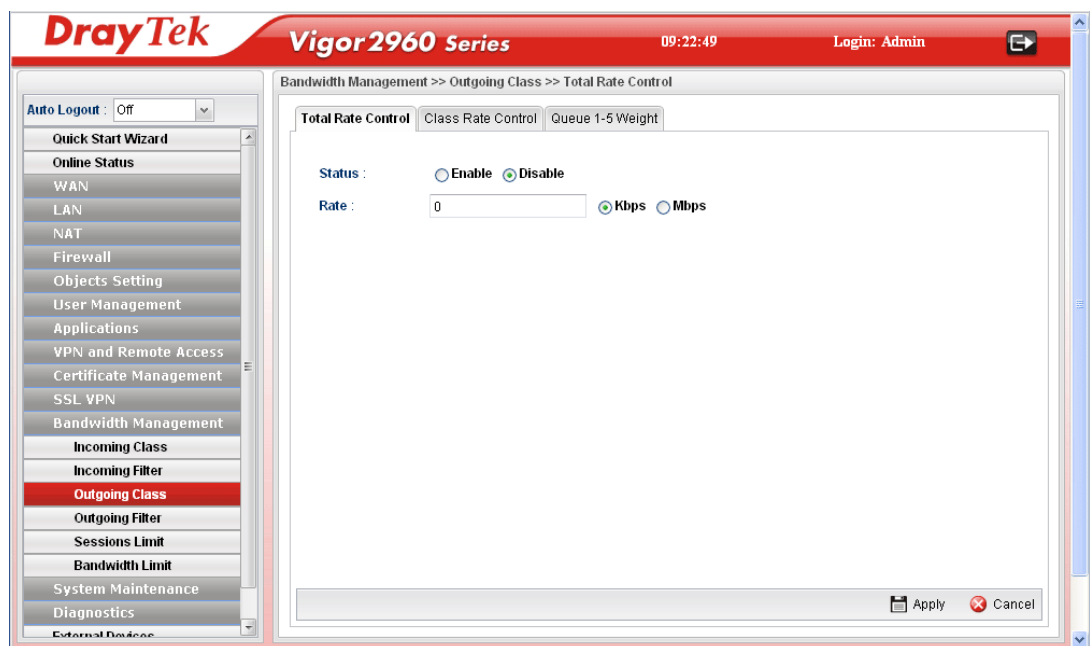 DrayTek
Vigor2960 Series
09:22:49
Login: Admin
Auto Logout : Off
Quick Start Wizard
Online Status
WAN
LAN
NAT
Firewall
Objects Setting
User Management
Applications
VPN and Remote Access
Certificate Management
SSL VPN
Bandwidth Management
Incoming Class
Incoming Filter
Outgoing Class
Outgoing Filter
Sessions Limit
Bandwidth Limit
System Maintenance
Diagnostics
External Devices
Bandwidth Management >> Outgoing Class >> Total Rate Control
Total Rate Control Class Rate Control Queue 1-5 Weight
Status : Enable Disable
Rate : 0 Kbps Mbps
Apply Cancel